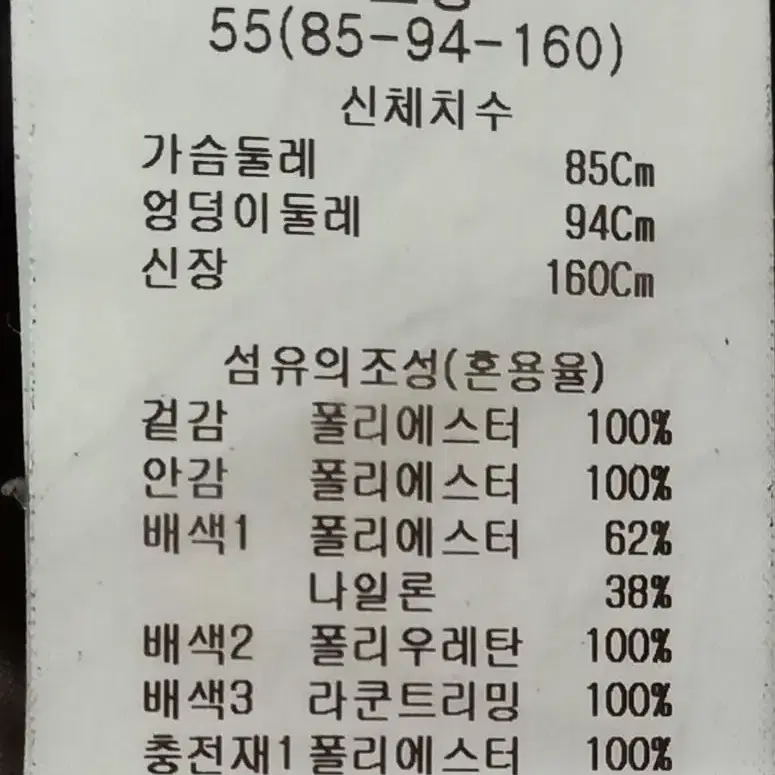 55(85-94-160)
신체치수
가슴둘레 85Cm
엉덩이둘레 94Cm
신장 160Cm
섬유의조성(혼용율)
겉감 폴리에스터 100%
안감 폴리에스터 100%
배색1 폴리에스터 62%
나일론 38%
배색2 폴리우레탄 100%
배색3 라쿤트리밍 100%
충전재1 폴리에스터 100%